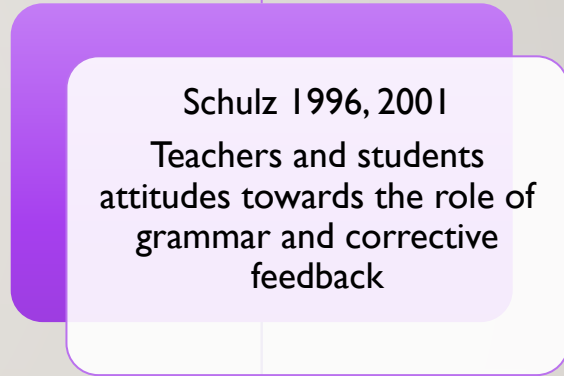 Schulz 1996, 2001
Teachers and students
attitudes towards the role of
grammar and corrective
feedback